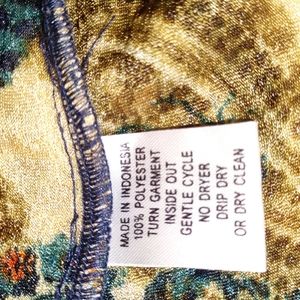 MADE IN INDONESIA
100% POLYESTER
TURN GARMENT
INSIDE OUT
GENTLE CYCLE
NO DRYER
DRIP DRY
OR DRY CLEAN